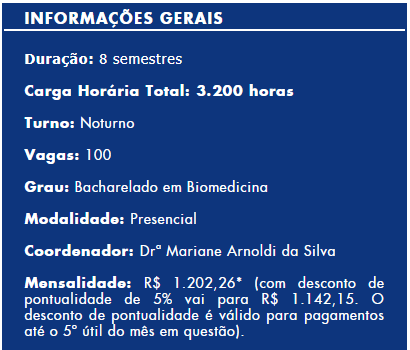 INFORMAÇÕES GERAIS
Duração: 8 semestres
Carga Horária Total: 3.200 horas
Turno: Noturno
Vagas: 100
Grau: Bacharelado em Biomedicina
Modalidade: Presencial
Coordenador: Drª Mariane Arnoldi da Silva
Mensalidade: R$ 1.202,26* (com desconto de
pontualidade de 5% vai para R$ 1.142,15. O
desconto de pontualidade é válido para pagamentos
até o 5º útil do mês em questão).